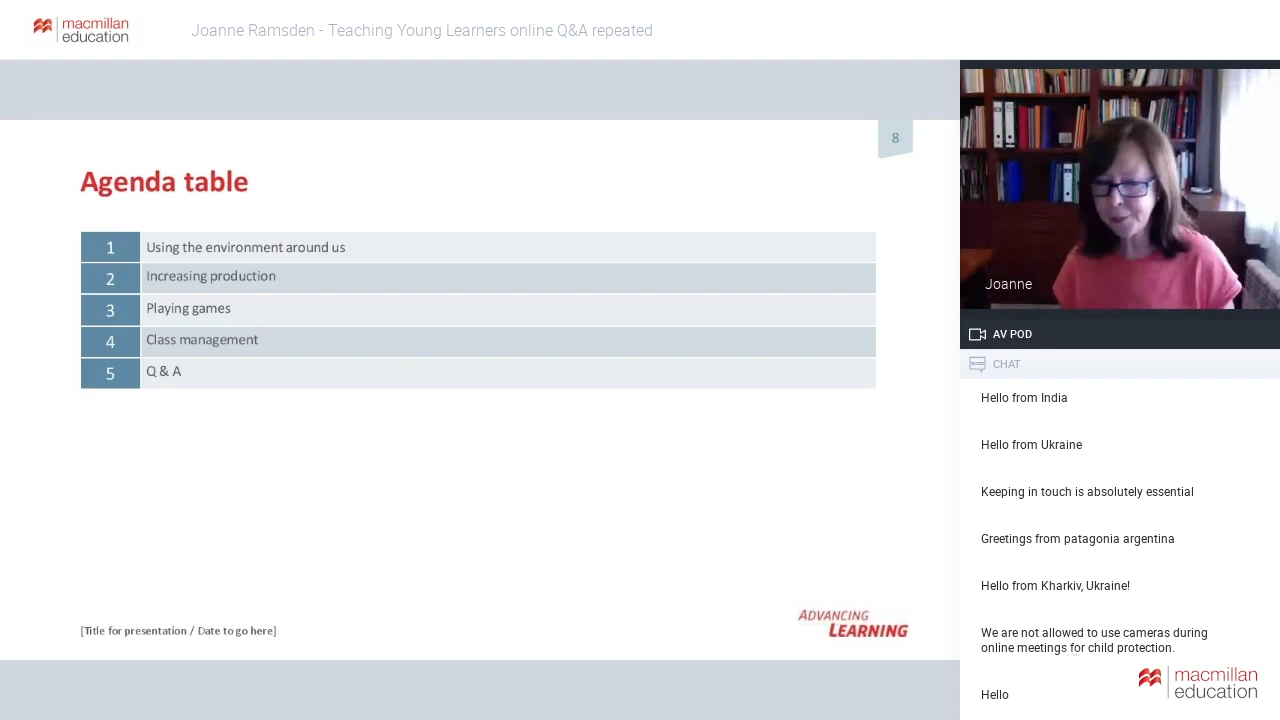 macmillan
education
Joanne Ramsden - Teaching Young Learners online Q&A repeated
8
Agenda table
1 Using the environment around us
2 Increasing production
3 Playing games
4 Class management
5 Q & A
[Title for presentation / Date to go here]
ADVANCING
LEARNING
Joanne
AV POD
CHAT
Hello from India
Hello from Ukraine
Keeping in touch is absolutely essential
Greetings from patagonia argentina
Hello from Kharkiv, Ukraine!
We are not allowed to use cameras during
online meetings for child protection.
Hello
macmillan
education